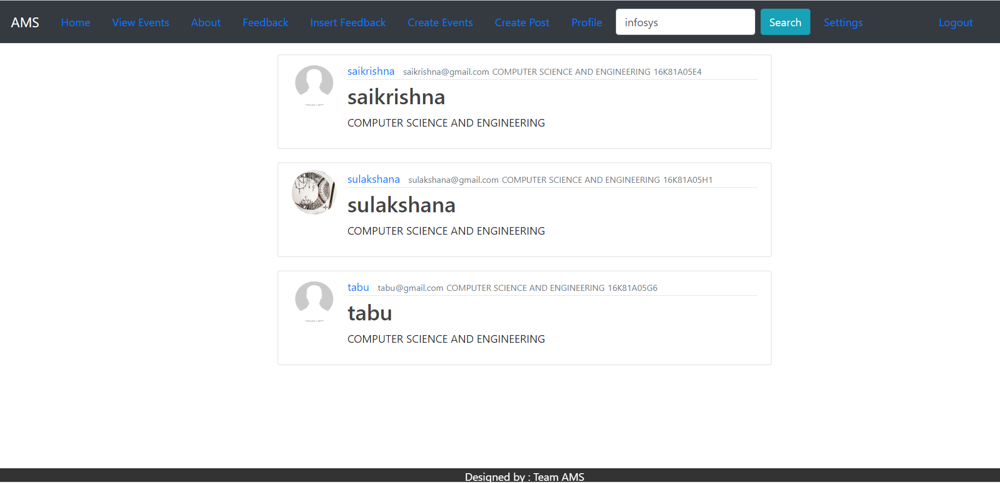 AMS Home View Events About Feedback Insert Feedback Create Events Create Post Profile infosys Search Settings Logout
saikrishna saikrishna@gmail.com COMPUTER SCIENCE AND ENGINEERING 16K81A05E4
saikrishna
COMPUTER SCIENCE AND ENGINEERING
sulakshana sulakshana@gmail.com COMPUTER SCIENCE AND ENGINEERING 16K81A05H1
sulakshana
COMPUTER SCIENCE AND ENGINEERING
tabu tabu@gmail.com COMPUTER SCIENCE AND ENGINEERING 16K81A05G6
tabu
COMPUTER SCIENCE AND ENGINEERING
Designed by : Team AMS